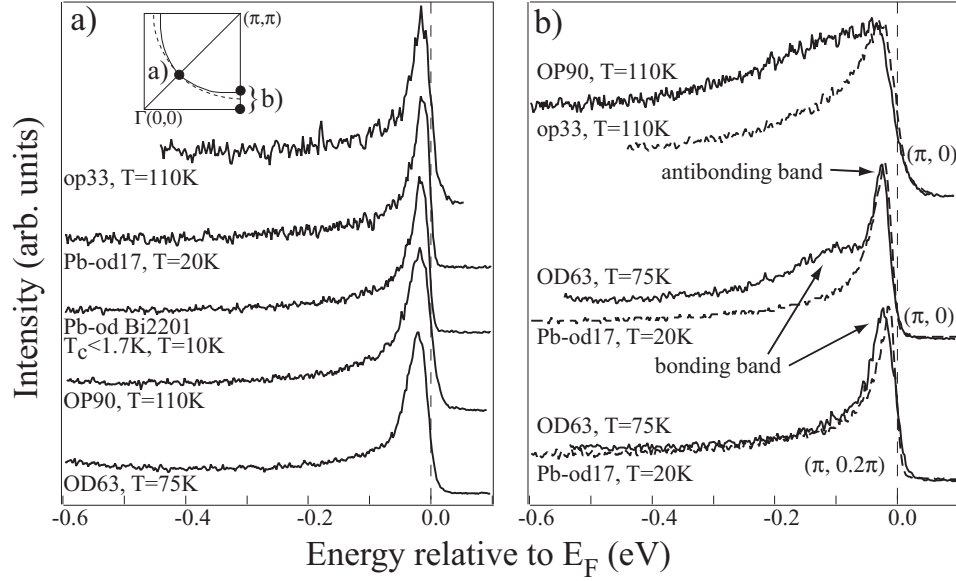 a)
(π,π)
a)
b)
Γ(0,0)
op33, T=110K
Pb-od17, T=20K
Pb-od Bi2201
Tc<1.7K, T=10K
OP90, T=110K
OD63, T=75K
-0.6
-0.4
-0.2
0.0
b)
OP90, T=110K
op33, T=110K
(π, 0)
antibonding band
OD63, T=75K
(π, 0)
Pb-od17, T=20K
bonding band
OD63, T=75K
(π, 0.2π)
Pb-od17, T=20K
-0.6
-0.4
-0.2
0.0
Intensity (arb. units)
Energy relative to EF (eV)